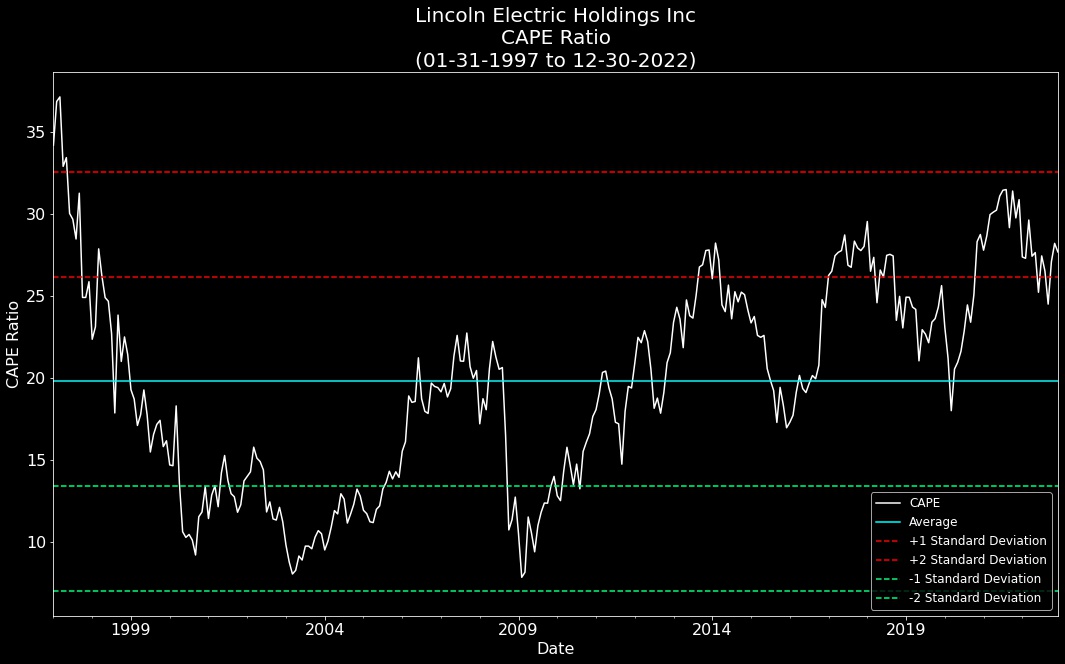 Lincoln Electric Holdings Inc
CAPE Ratio
(01-31-1997 to 12-30-2022)
CAPE Ratio
35
30
25
20
15
10
1999
2004
2009
2014
2019
Date
CAPE
Average
+1 Standard Deviation
+2 Standard Deviation
-1 Standard Deviation
-2 Standard Deviation